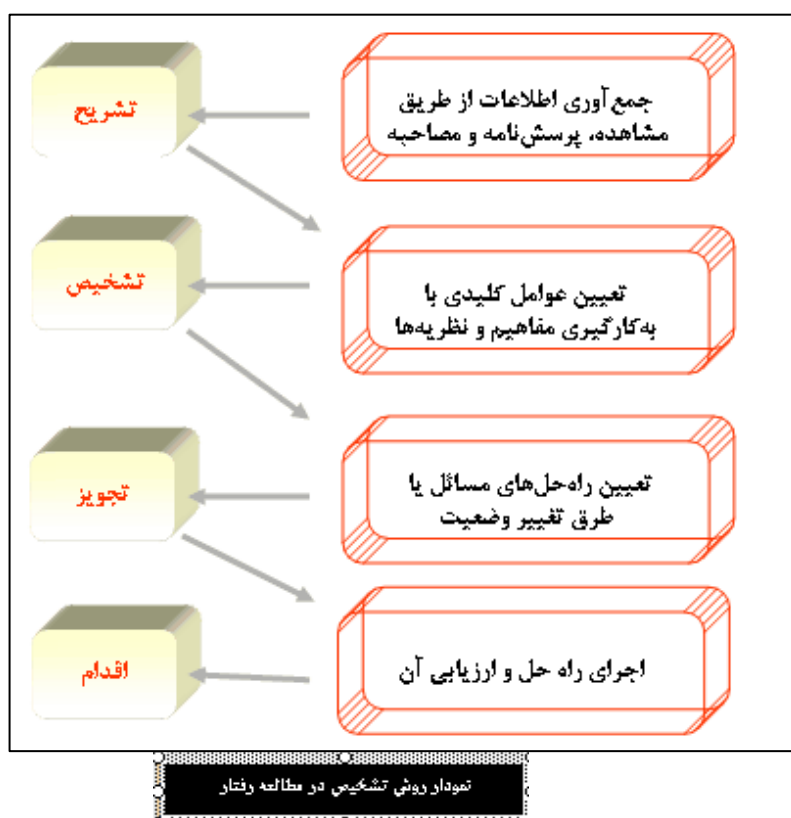 جمع‌آوری اطلاعات از طریق
مشاهده، پرسش‌نامه و مصاحبه
تشریح
تعیین عوامل کلیدی با
به‌کارگیری مفاهیم و نظریه‌ها
تشخیص
تعیین راه‌حل‌های مسائل یا
طرق تغییر وضعیت
تجویز
اجرای راه حل و ارزیابی آن
اقدام
نمودار روش تشخیص در مطالعه رفتار